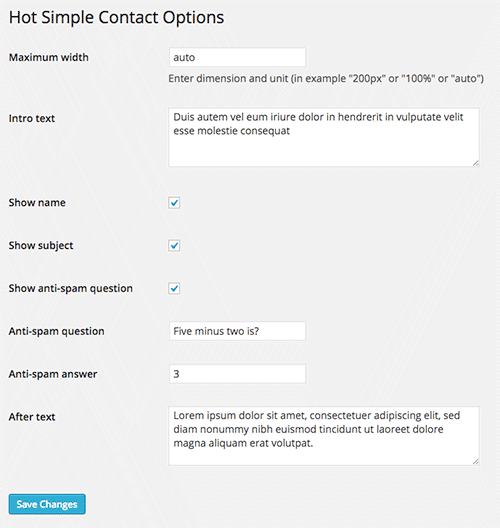 Hot Simple Contact Options
Maximum width
auto
Enter dimension and unit (in example "200px" or "100%" or "auto")
Intro text
Duis autem vel eum iriure dolor in hendrerit in vulputate velit
esse molestie consequat
Show name
Show subject
Show anti-spam question
Anti-spam question
Five minus two is?
Anti-spam answer
3
After text
Lorem ipsum dolor sit amet, consectetuer adipiscing elit, sed
diam nonummy nibh euismod tincidunt ut laoreet dolore
magna aliquam erat volutpat.
Save Changes